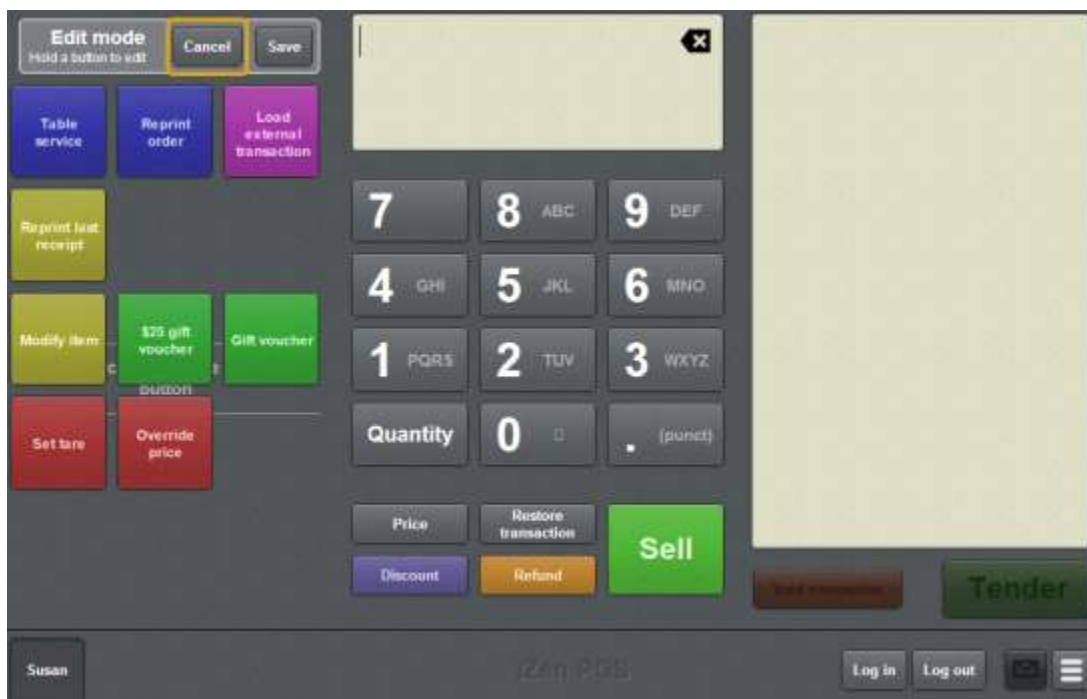 Edit mode
Hold a button to edit
Cancel
Save
Table
service
Reprint
order
Load
external
transaction
Reprint last
receipt
Modify item
$25 gift
voucher
Gift voucher
button
Set tare
Override
price
7
8 ABC
9 DEF
4 GHI
5 JKL
6 MNO
1 PQRS
2 TUV
3 WXYZ
Quantity
0
. (punct)
Price
Restore
transaction
Discount
Refund
Sell
Tender
Susan
Log in
Log out